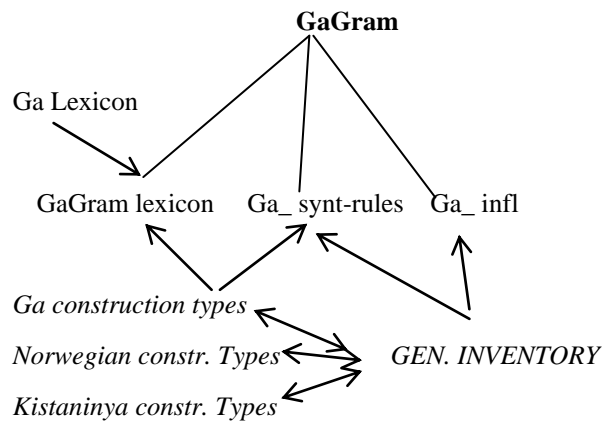 GaGram
Ga Lexicon
GaGram lexicon Ga_ synt-rules Ga_ infl
Ga construction types
Norwegian constr. Types GEN. INVENTORY
Kistaninya constr. Types